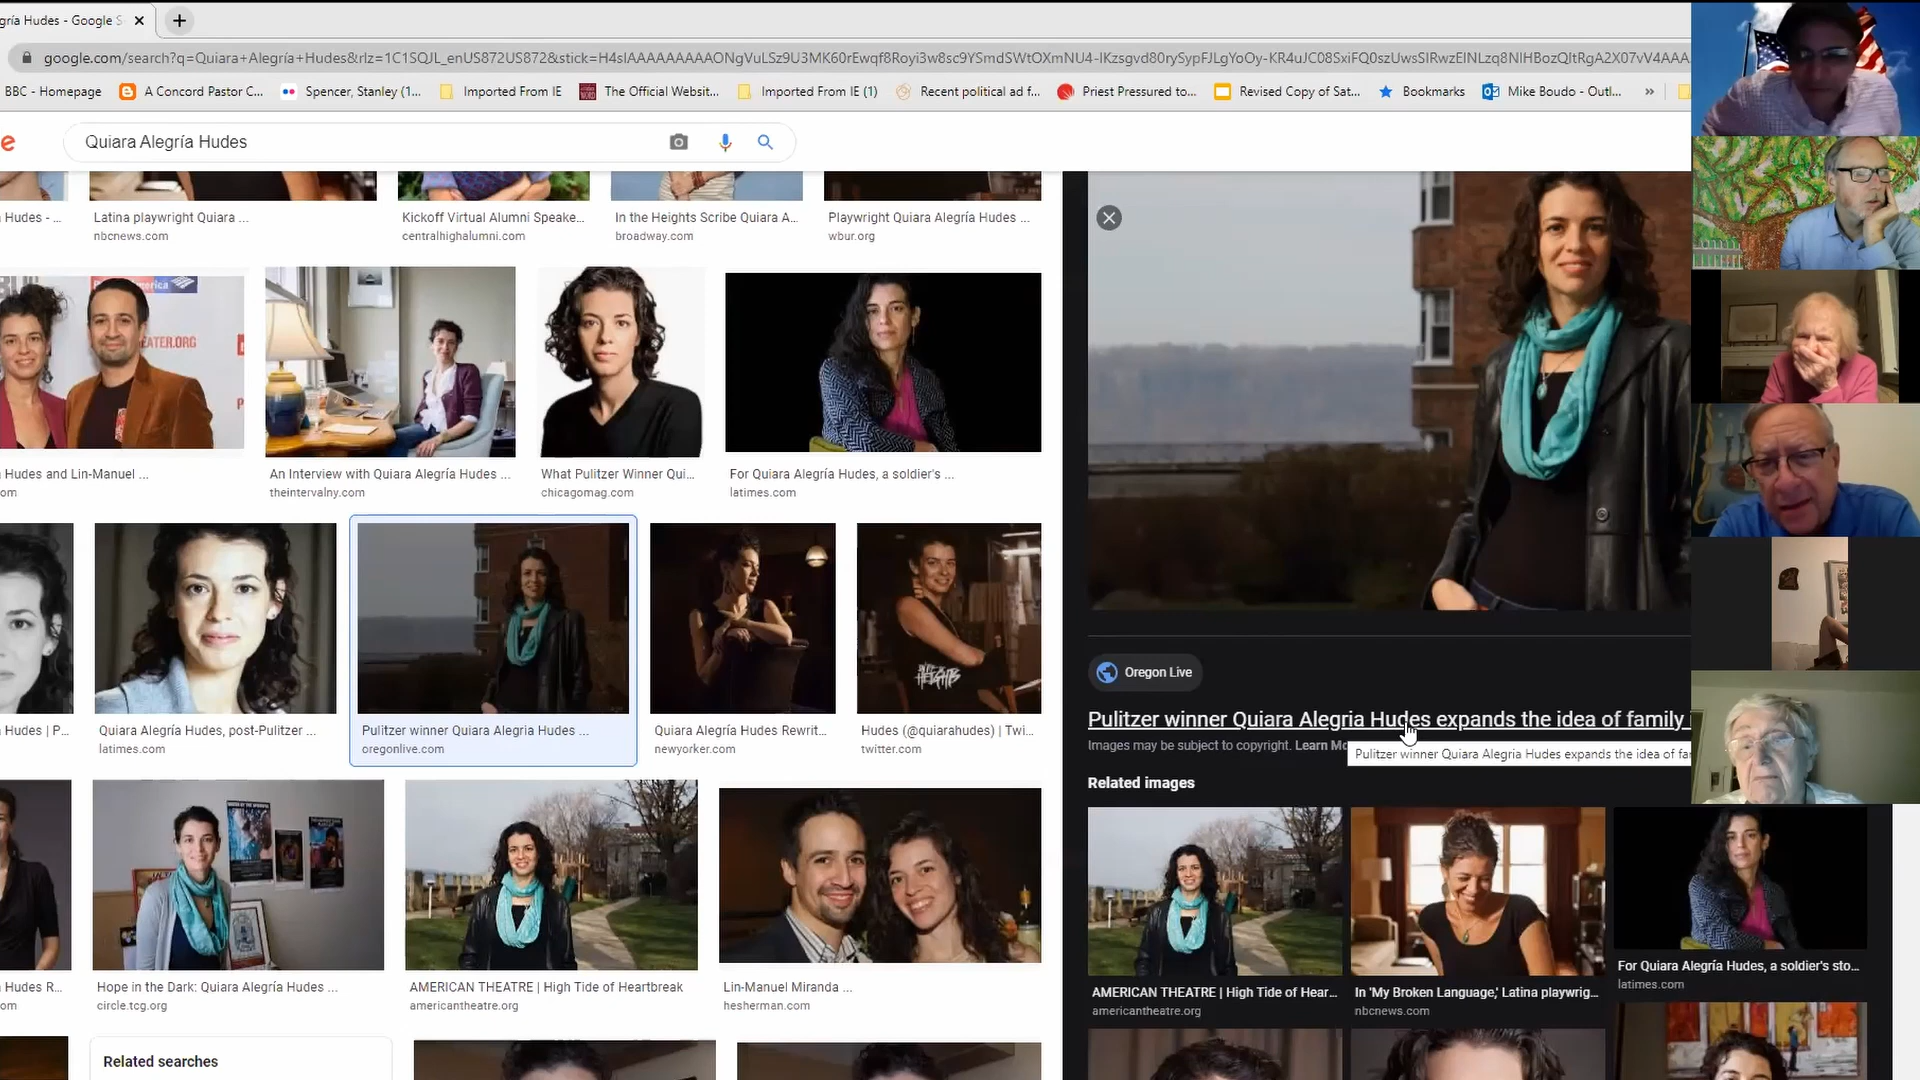 gría Hudes - Google S
google.com/search?q=Quiara+Alegría+Hudes&rlz=1C1SQJL_enUS872US872&stick=
BBC - Homepage
A Concord Pastor C...
Spencer, Stanley (1...
Imported From IE
The Official Websit...
Imported From IE (1)
Recent political ad f...
Priest Pressured to...
Revised Copy of Sat...
Bookmarks
Mike Boudo - Outl...
»
e
Quiara Alegría Hudes
Hudes - ...
Latina playwright Quiara ...
nbcnews.com
Kickoff Virtual Alumni Speake...
centralhighalumni.com
In the Heights Scribe Quiara A...
broadway.com
Playwright Quiara Alegría Hudes ...
wbur.org
EATER.ORG
Hudes and Lin-Manuel ...
om
An Interview with Quiara Alegría Hudes ...
theintervalny.com
What Pulitzer Winner Qui...
chicagomag.com
For Quiara Alegría Hudes, a soldier's ...
latimes.com
HEIGHTS
Hudes | P...
Quiara Alegría Hudes, post-Pulitzer ...
latimes.com
Pulitzer winner Quiara Alegria Hudes ...
oregonlive.com
Quiara Alegría Hudes Rewrit...
newyorker.com
Hudes (@quiarahudes) | Twi...
twitter.com
Hudes R...
om
Hope in the Dark: Quiara Alegría Hudes ...
circle.tcg.org
AMERICAN THEATRE | High Tide of Heartbreak
americantheatre.org
Lin-Manuel Miranda ...
hesherman.com
Related searches
Oregon Live
Pulitzer winner Quiara Alegria Hudes expands the idea of family
Images may be subject to copyright. Learn Mo
Pulitzer winner Quiara Alegria Hudes expands the idea of fa
Related images
AMERICAN THEATRE | High Tide of Hear...
americantheatre.org
In 'My Broken Language,' Latina playwrig...
nbcnews.com
For Quiara Alegría Hudes, a soldier's sto...
latimes.com